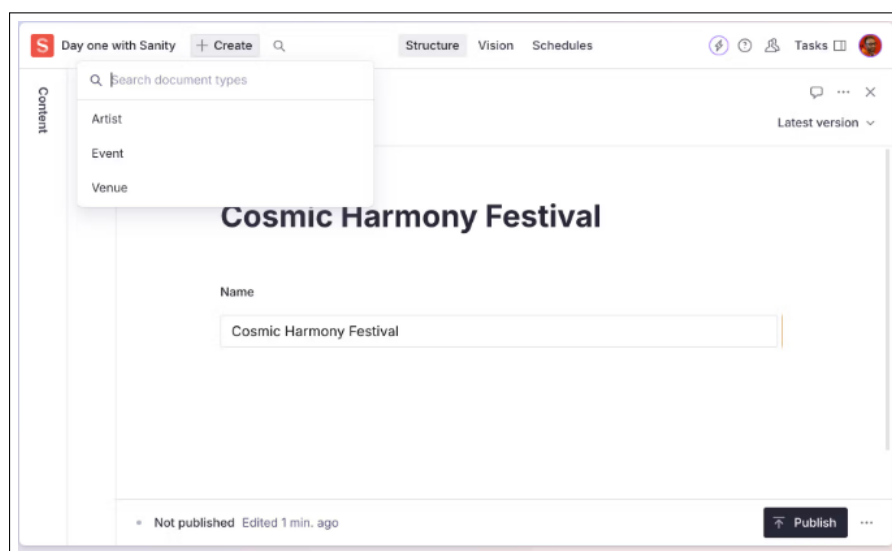 S Day one with Sanity + Create Structure Vision Schedules Tasks
Search document types
Content
Artist
Latest version
Event
Venue
Cosmic Harmony Festival
Name
Cosmic Harmony Festival
Not published Edited 1 min. ago Publish